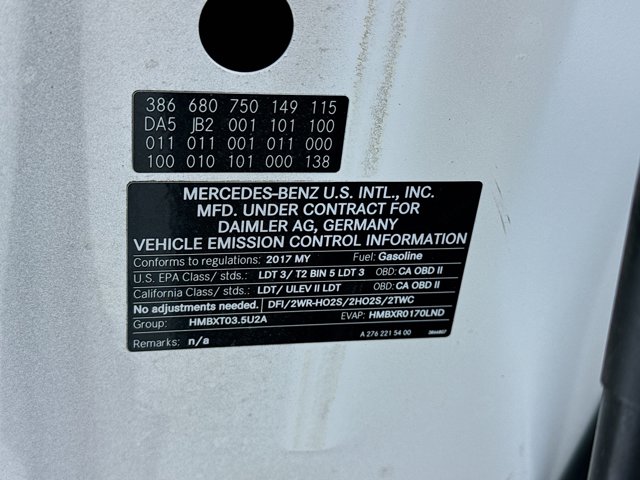 386 680 750 149 115
DA5 JB2 001 101 100
011 011 001 011 000
100 010 101 000 138
MERCEDES-BENZ U.S. INTL., INC.
MFD. UNDER CONTRACT FOR
DAIMLER AG, GERMANY
VEHICLE EMISSION CONTROL INFORMATION
Conforms to regulations: 2017 MY Fuel: Gasoline
U.S. EPA Class/ stds.: LDT 3/ T2 BIN 5 LDT 3 OBD: CA OBD II
California Class/ stds.: LDT/ ULEV II LDT OBD: CA OBD II
No adjustments needed. DFI/2WR-HO2S/2HO2S/2TWC
Group: HMBXT03.5U2A EVAP: HMBXR0170LND
Remarks: n/a A 276 221 54 00